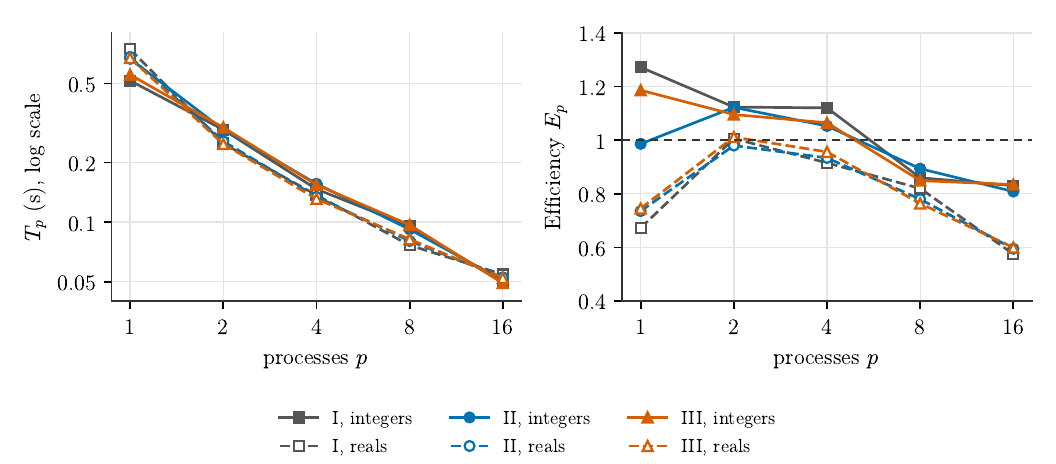 T_p (s), log scale
0.5
0.2
0.1
0.05
1 2 4 8 16
processes p
Efficiency E_p
1.4
1.2
1
0.8
0.6
0.4
1 2 4 8 16
processes p
I, integers II, integers III, integers
I, reals II, reals III, reals